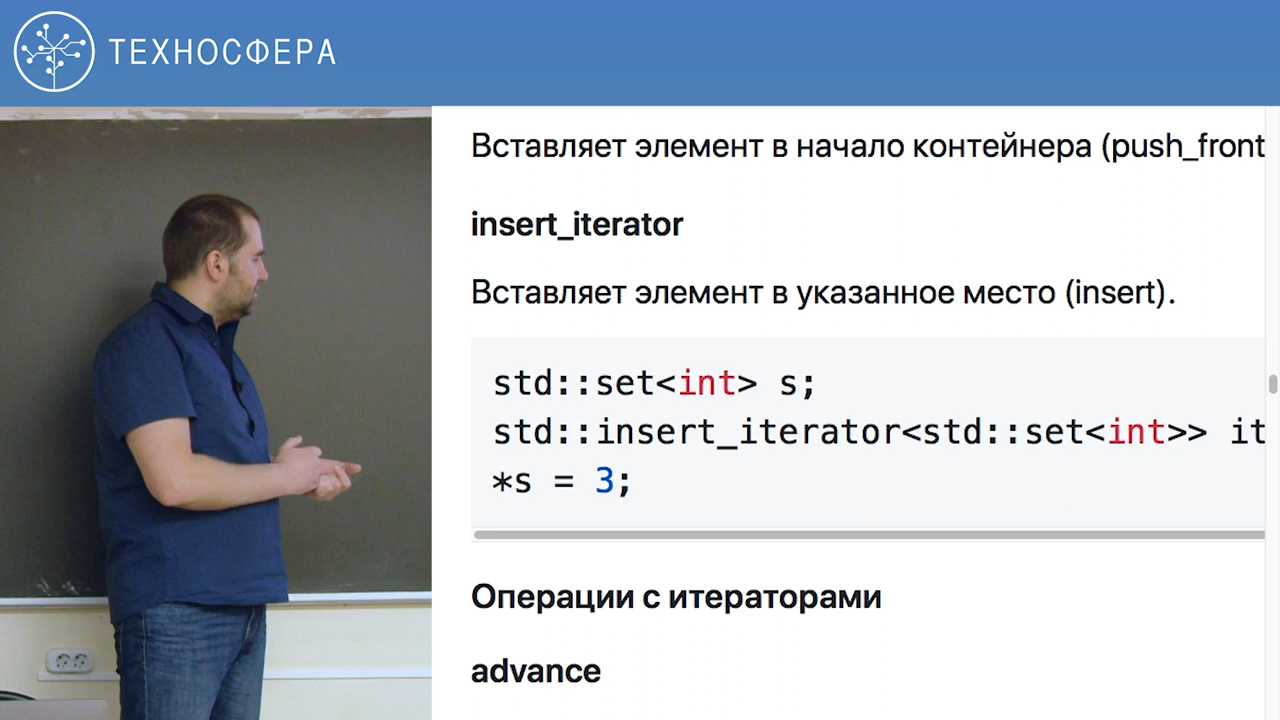 ТЕХНОСФЕРА
Вставляет элемент в начало контейнера (push_front
insert_iterator
Вставляет элемент в указанное место (insert).
std::set<int> s;
std::insert_iterator<std::set<int>> it
*s = 3;
Операции с итераторами
advance